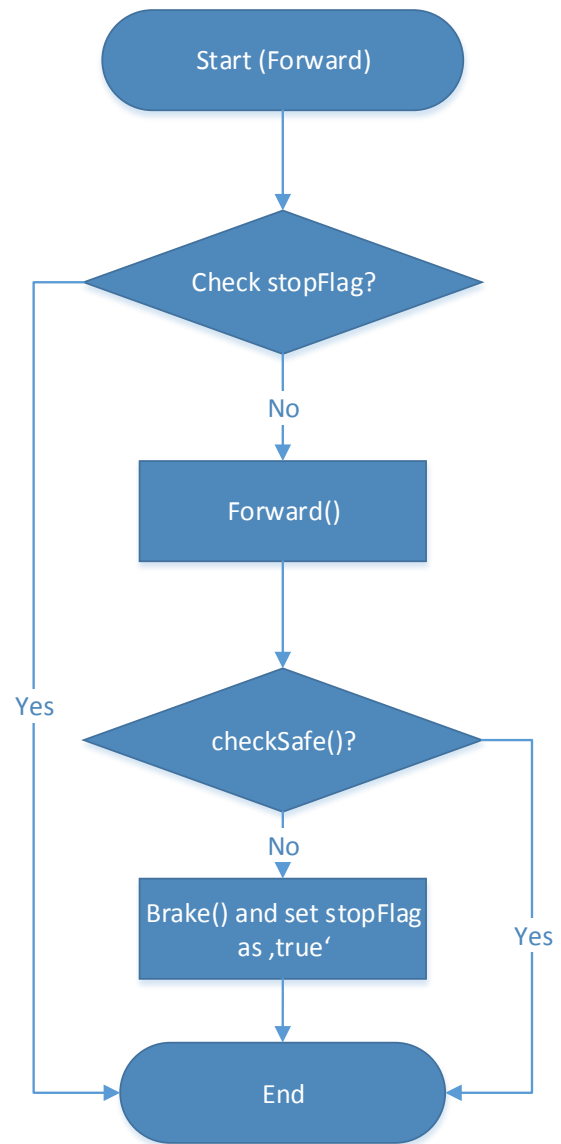 Start (Forward)
Check stopFlag?
No
Forward()
Yes
checkSafe()?
No
Brake() and set stopFlag
as ‚true‘
Yes
End